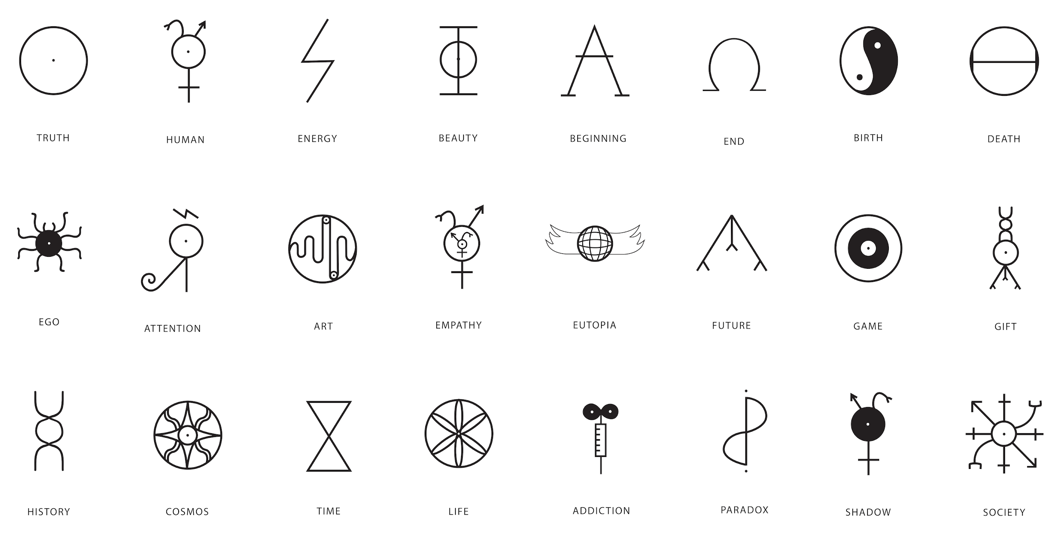 TRUTH
HUMAN
ENERGY
BEAUTY
BEGINNING
END
BIRTH
DEATH
EGO
ATTENTION
ART
EMPATHY
EUTOPIA
FUTURE
GAME
GIFT
HISTORY
COSMOS
TIME
LIFE
ADDICTION
PARADOX
SHADOW
SOCIETY